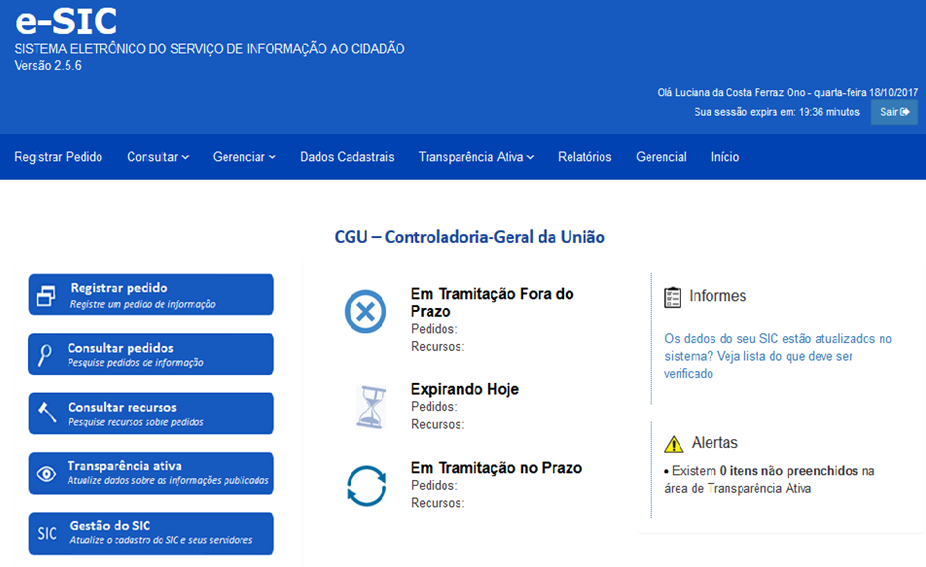 e-SIC
SISTEMA ELETRÔNICO DO SERVIÇO DE INFORMAÇÃO AO CIDADÃO
Versão 2.5.6
Olá Luciana da Costa Ferraz Ono - quarta-feira 18/10/2017
Sua sessão expira em: 19:36 minutos Sair
Registrar Pedido Consultar Gerenciar Dados Cadastrais Transparência Ativa Relatórios Gerencial Início
CGU – Controladoria-Geral da União
Registrar pedido
Registre um pedido de informação
Consultar pedidos
Pesquise pedidos de informação
Consultar recursos
Pesquise recursos sobre pedidos
Transparência ativa
Atualize dados sobre as informações publicadas
SIC
Gestão do SIC
Atualize o cadastro do SIC e seus servidores
Em Tramitação Fora do
Prazo
Pedidos:
Recursos:
Expirando Hoje
Pedidos:
Recursos:
Em Tramitação no Prazo
Pedidos:
Recursos:
Informes
Os dados do seu SIC estão atualizados no
sistema? Veja lista do que deve ser
verificado
Alertas
• Existem 0 itens não preenchidos na
área de Transparência Ativa